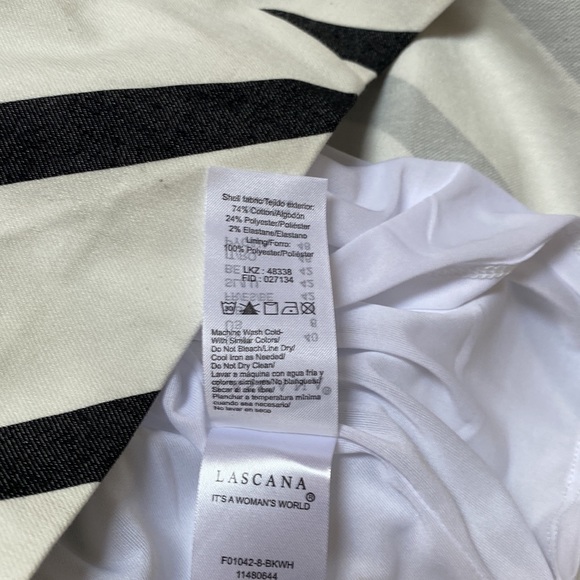 Shell fabric/Tejido exterior:
74% Cotton/Algodón
24% Polyester/Poliéster
2% Elastane/Elastano
Lining/Forro:
100% Polyester/Poliéster
LKZ : 48338
FID : 027134
30
Machine Wash Cold-
With Similar Colors/
Do Not Bleach/Line Dry/
Cool Iron as Needed/
Do Not Dry Clean/
Lavar a máquina con agua fría y
colores similares/No blanquear/
Secar al aire libre/
Planchar a temperatura mínima
cuando sea necesario/
No lavar en seco
LASCANA®
IT'S A WOMAN'S WORLD
F01042-8-BKWH
11480644